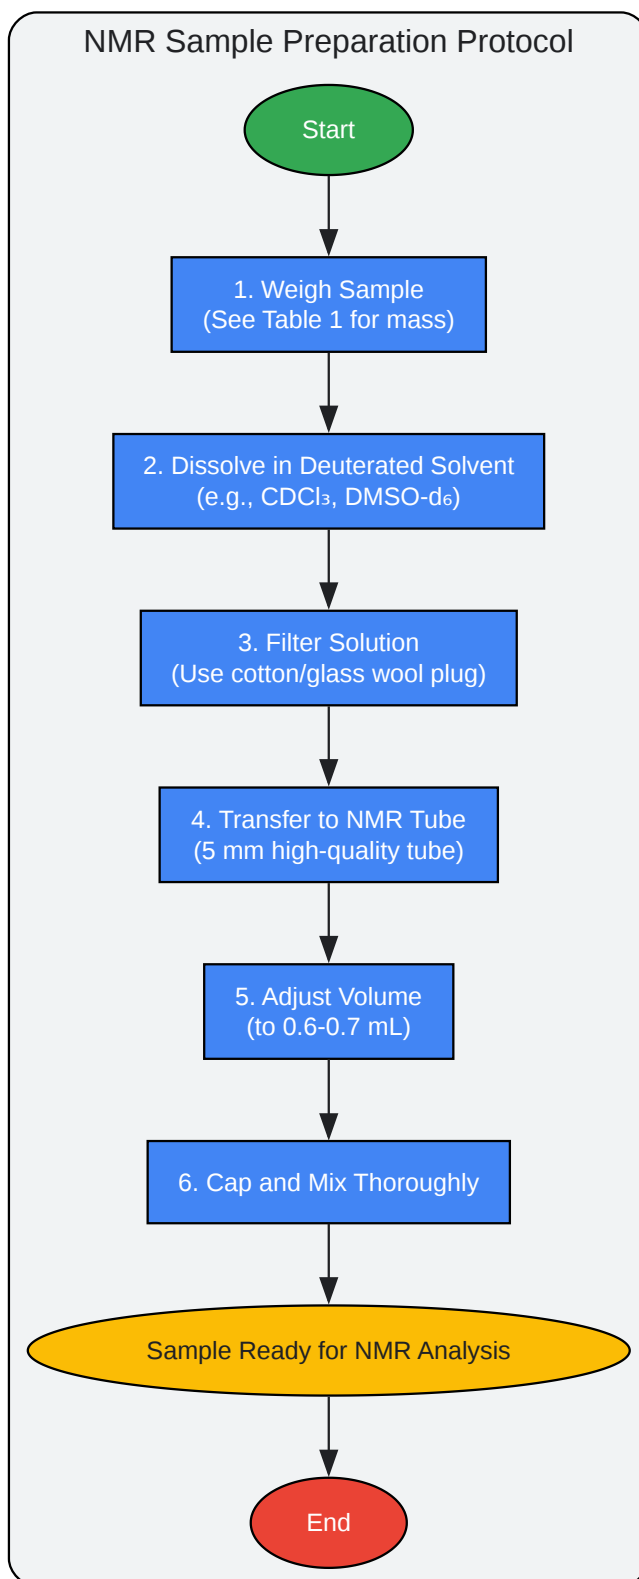 NMR Sample Preparation Protocol
Start
1. Weigh Sample
(See Table 1 for mass)
2. Dissolve in Deuterated Solvent
(e.g., CDCl₃, DMSO-d₆)
3. Filter Solution
(Use cotton/glass wool plug)
4. Transfer to NMR Tube
(5 mm high-quality tube)
5. Adjust Volume
(to 0.6-0.7 mL)
6. Cap and Mix Thoroughly
Sample Ready for NMR Analysis
End